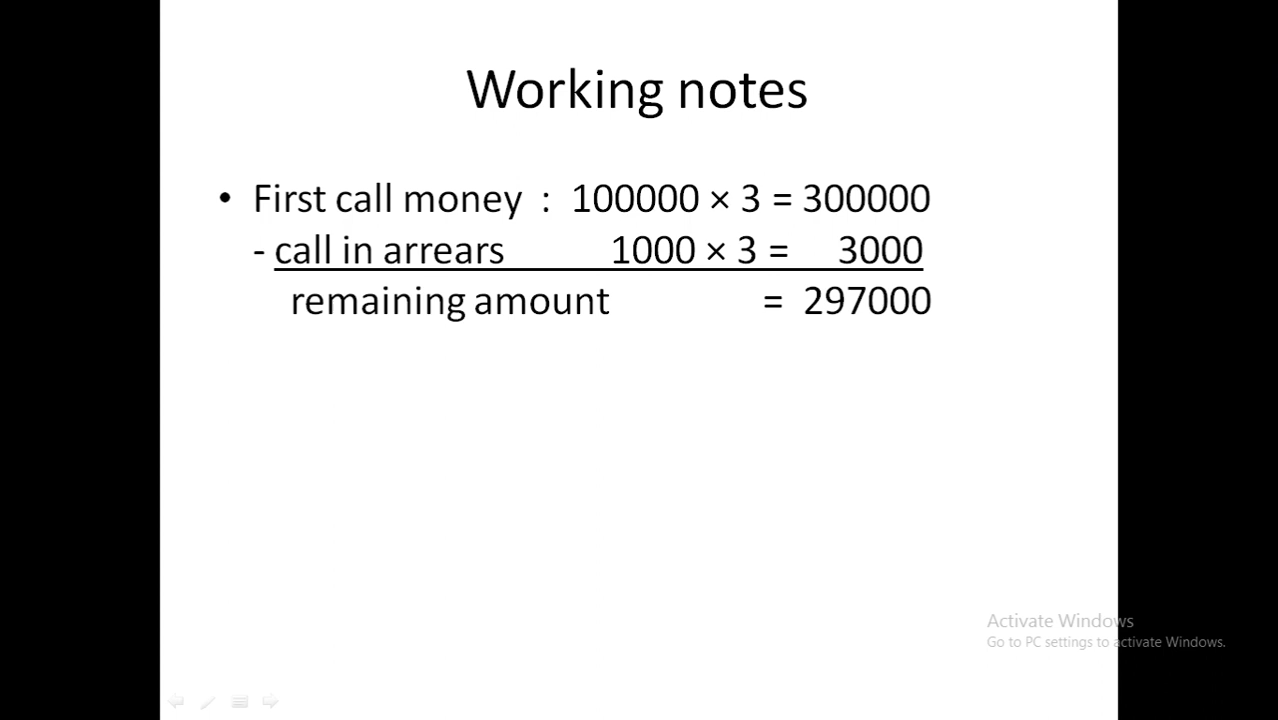 Working notes
• First call money : 100000 × 3 = 300000
- call in arrears 1000 × 3 = 3000
remaining amount = 297000
Activate Windows
Go to PC settings to activate Windows.